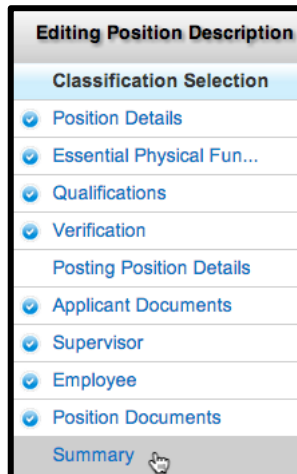 Editing Position Description
Classification Selection
Position Details
Essential Physical Fun...
Qualifications
Verification
Posting Position Details
Applicant Documents
Supervisor
Employee
Position Documents
Summary